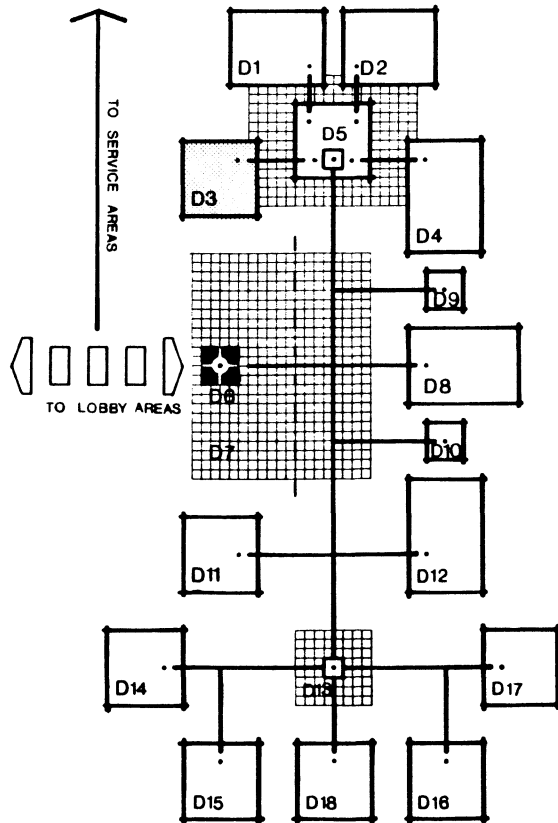 D1
D2
TO SERVICE AREAS
D5
D3
D4
D9
D8
TO LOBBY AREAS
D6
D7
D10
D11
D12
D13
D14
D17
D15
D18
D16